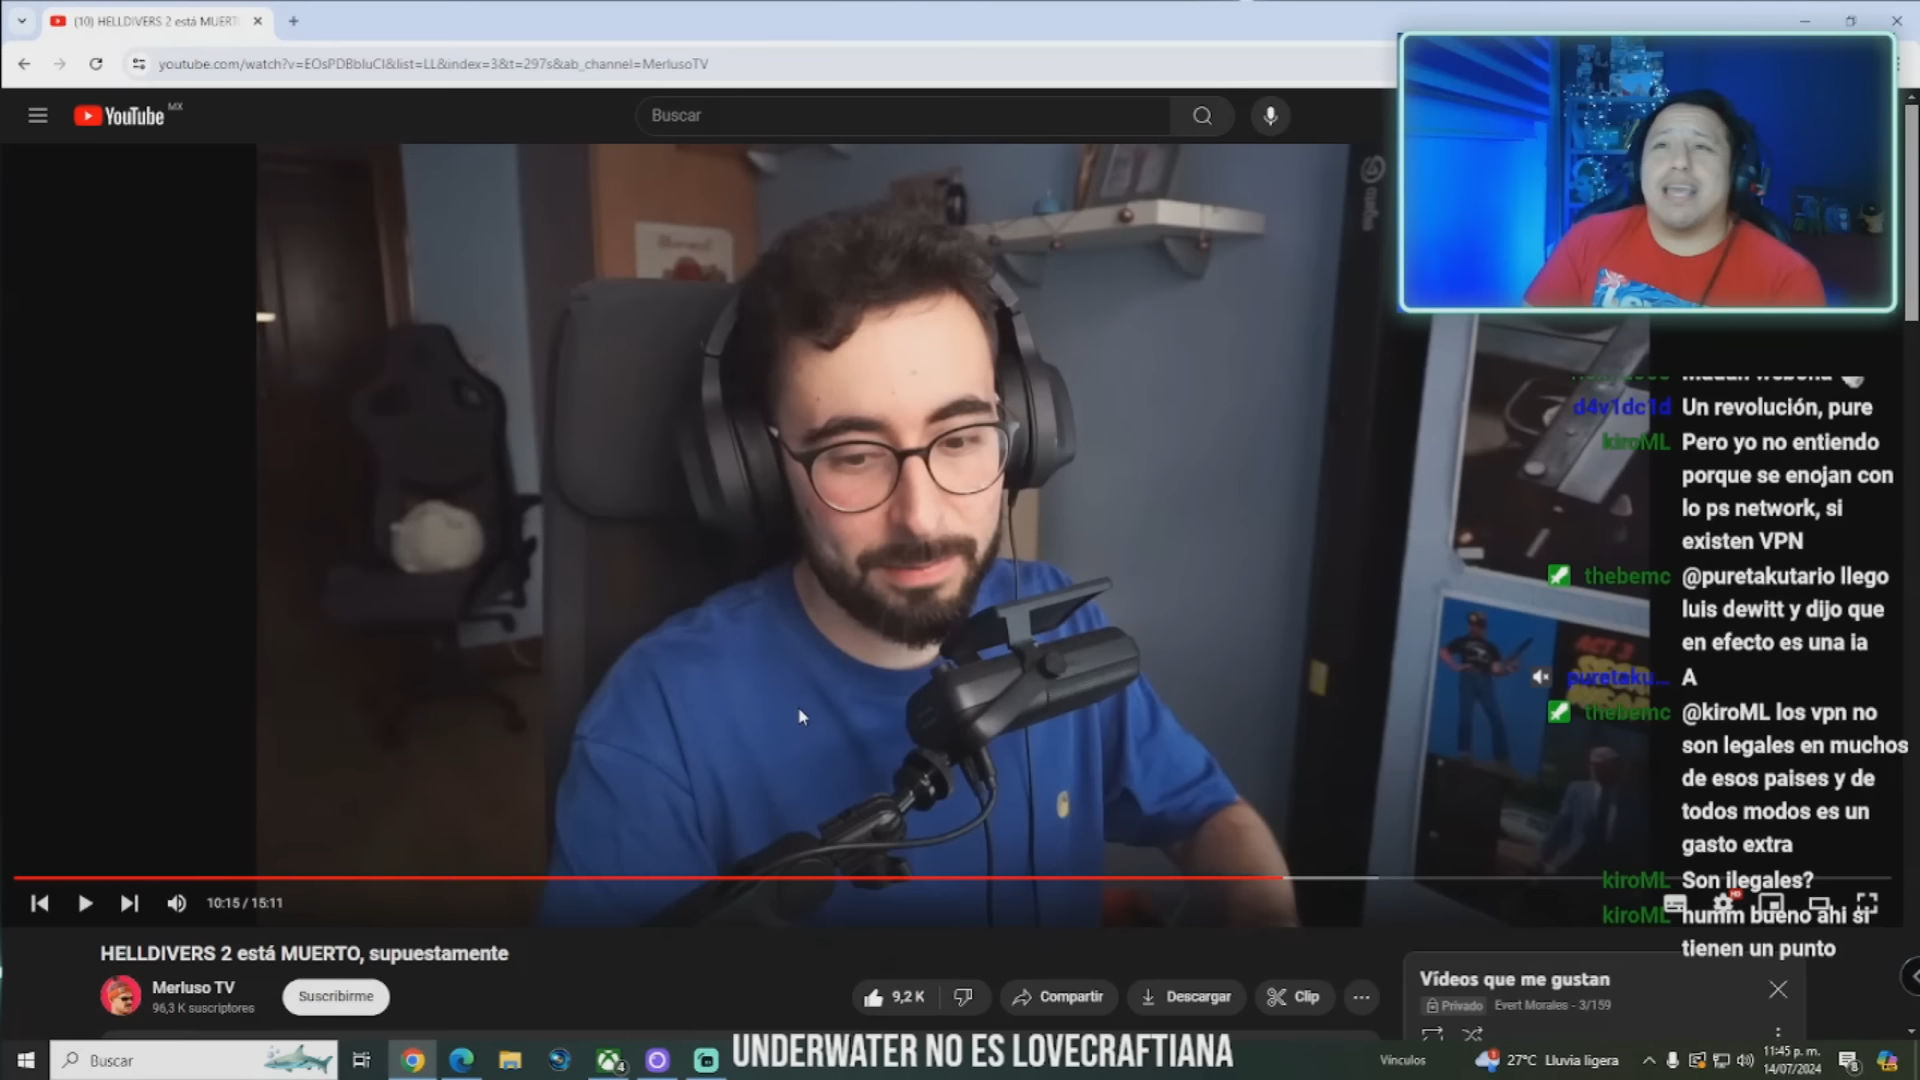 (10) HELLDIVERS 2 está MUERT
youtube.com/watch?v=EOsPDBbluCI&list=LL&index=3&t=297s&ab_channel=MerlusoTV
YouTube MX
Buscar
d4v1dc1d Un revolución, pure
kiroML Pero yo no entiendo
porque se enojan con
lo ps network, si
existen VPN
thebemc @puretakutario llego
luis dewitt y dijo que
en efecto es una ia
puretaku... A
thebemc @kiroML los vpn no
son legales en muchos
de esos paises y de
todos modos es un
gasto extra
kiroML Son ilegales?
kiroML humm bueno ahi si
tienen un punto
10:15 / 15:11
HELLDIVERS 2 está MUERTO, supuestamente
Merluso TV
96,3 K suscriptores
Suscribirme
9,2 K
Compartir
Descargar
Clip
Vídeos que me gustan
Privado
Evert Morales - 3/159
Buscar
UNDERWATER NO ES LOVECRAFTIANA
Vínculos
27°C Lluvia ligera
11:45 p. m.
14/07/2024